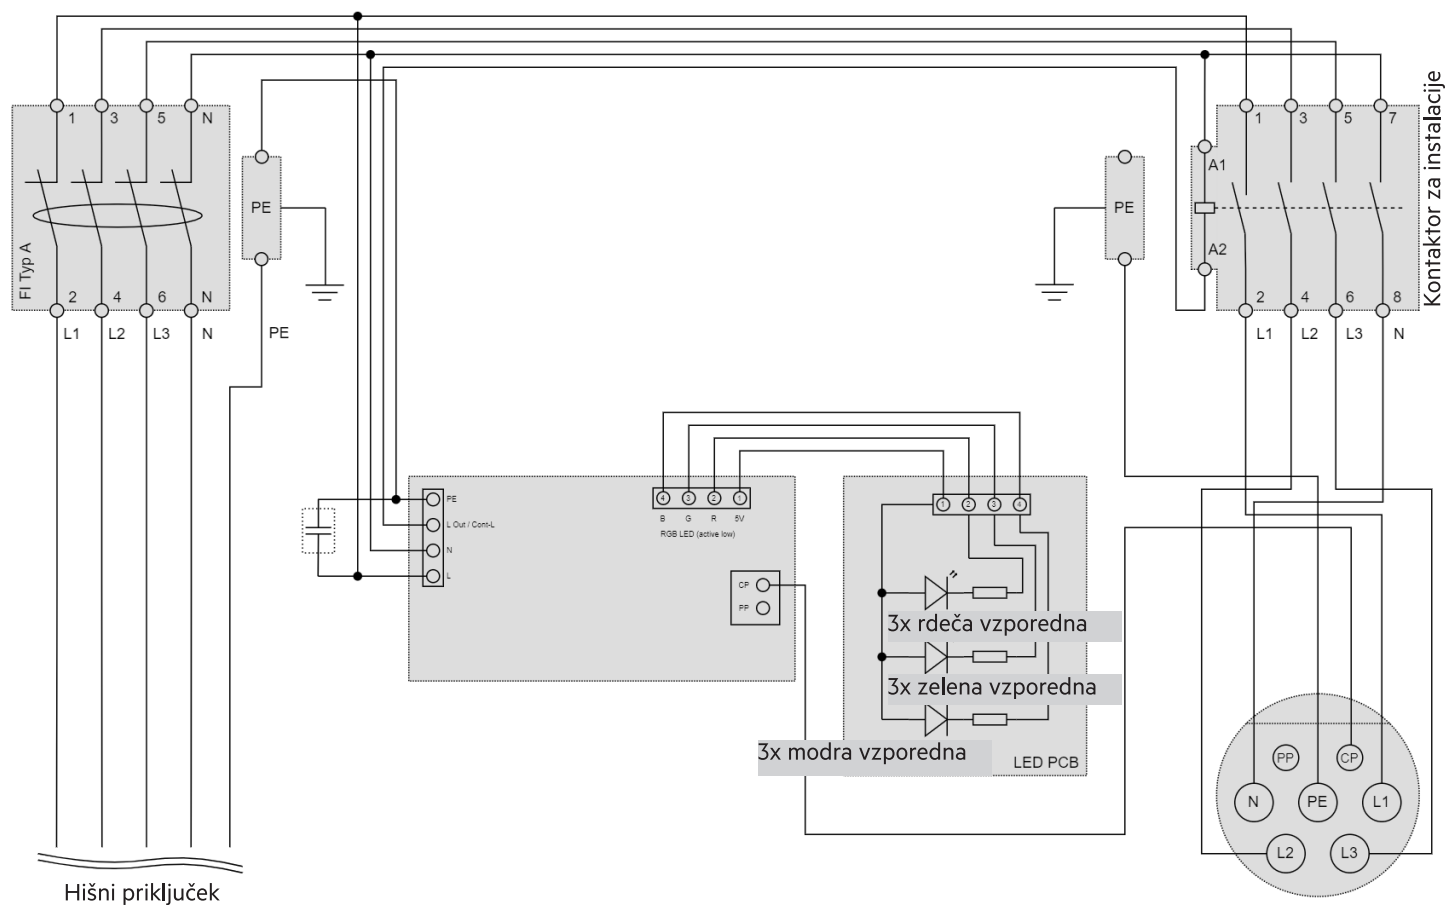 1 3 5 N
FI Typ A
2 4 6 N
L1 L2 L3 N PE
PE
PE
1 3 5 7
A1
A2
Kontaktor za instalacije
2 4 6 8
L1 L2 L3 N
PE
L Out / Cont-L
N
L
4 3 2 1
B G R 5V
RGB LED (active low)
CP
PP
1 2 3 4
3x rdeča vzporedna
3x zelena vzporedna
3x modra vzporedna
LED PCB
PP CP
N PE L1
L2 L3
Hišni priključek